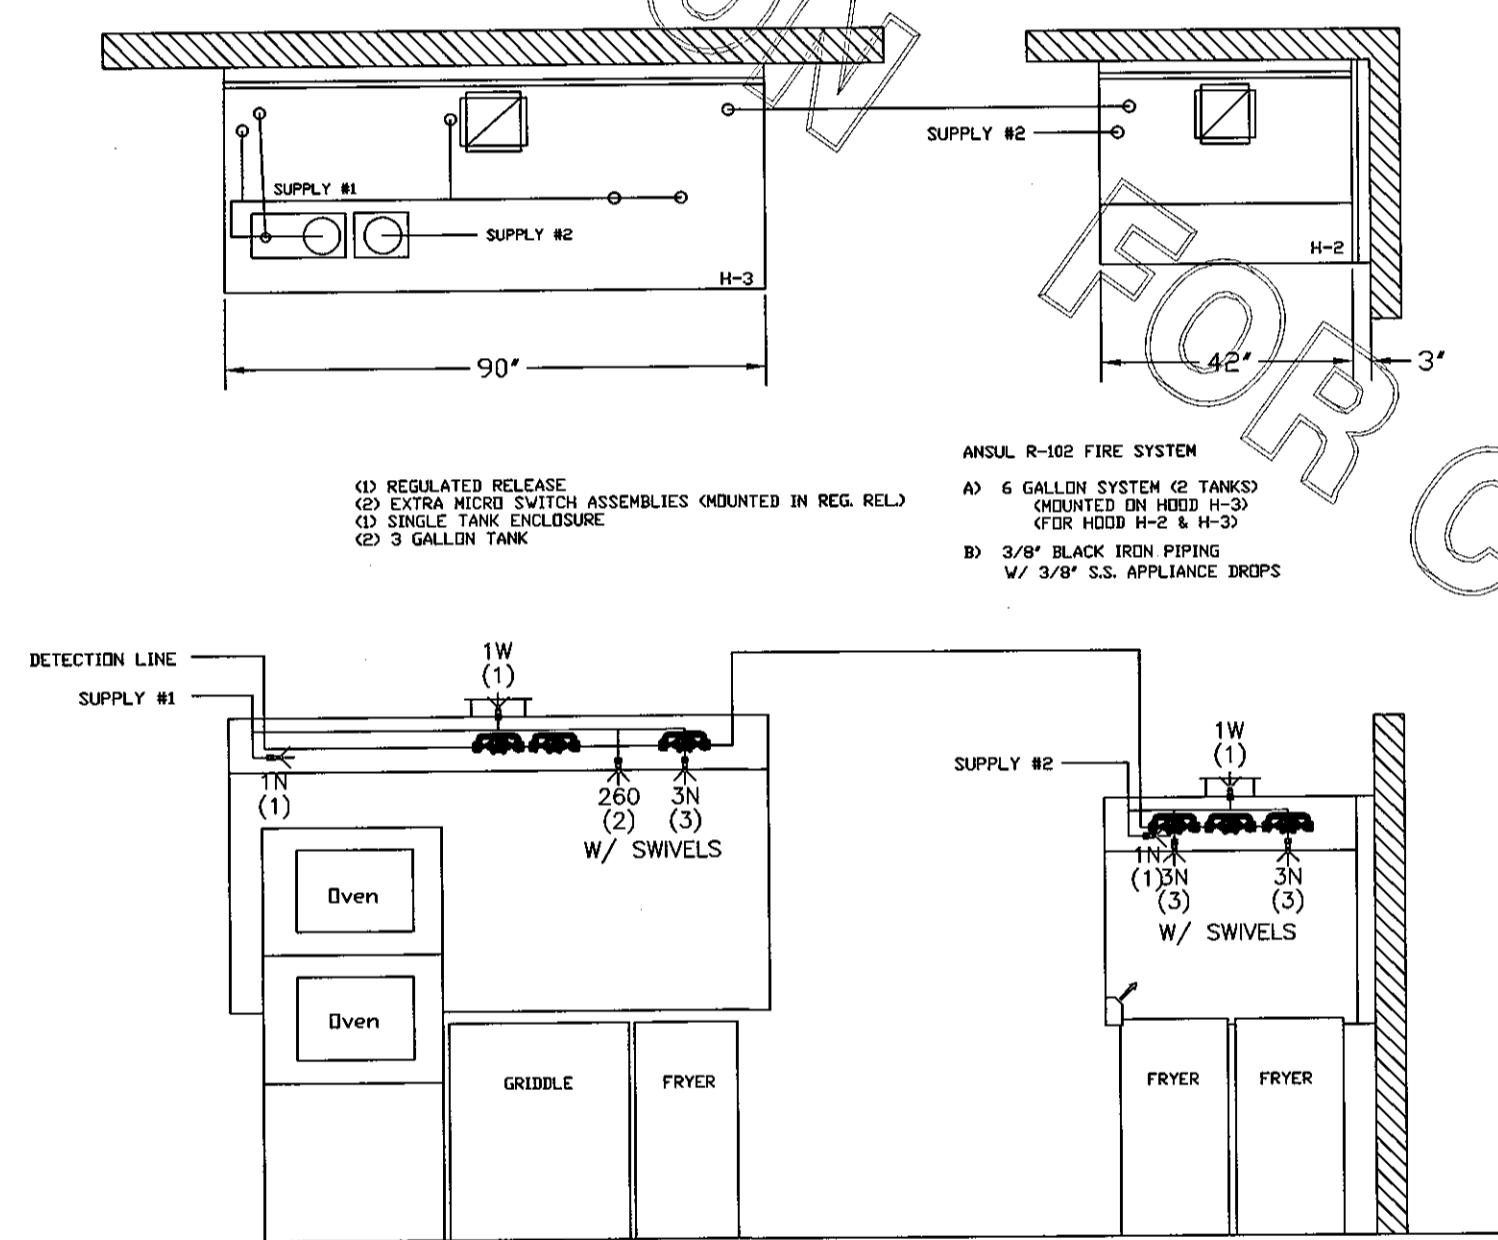 SUPPLY #1
SUPPLY #2
H-3
SUPPLY #2
H-2
90"
42"
3"
(1) REGULATED RELEASE
(2) EXTRA MICRO SWITCH ASSEMBLIES (MOUNTED IN REG. REL.)
(1) SINGLE TANK ENCLOSURE
(2) 3 GALLON TANK
ANSUL R-102 FIRE SYSTEM
A) 6 GALLON SYSTEM (2 TANKS)
(MOUNTED ON HOOD H-3)
(FOR HOOD H-2 & H-3)
B) 3/8" BLACK IRON PIPING
W/ 3/8" S.S. APPLIANCE DROPS
FOR
DETECTION LINE
SUPPLY #1
1W
(1)
1N
(1)
260
(2)
3N
(3)
W/ SWIVELS
Oven
Oven
GRIDDLE
FRYER
SUPPLY #2
1W
(1)
1N
(1)
3N
(3)
3N
(3)
W/ SWIVELS
FRYER
FRYER